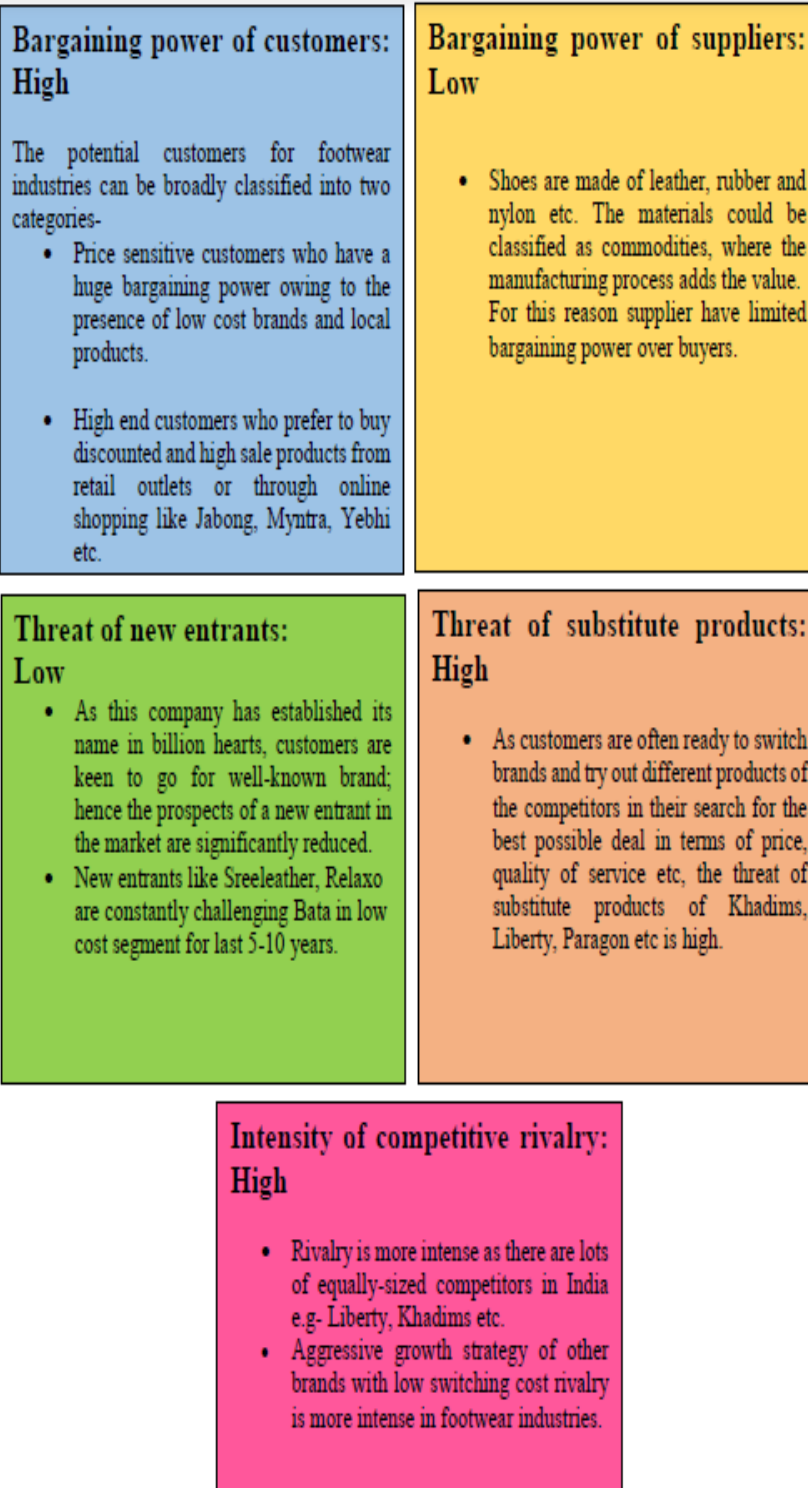 Bargaining power of customers:
High
The potential customers for footwear
industries can be broadly classified into two
categories-
• Price sensitive customers who have a
huge bargaining power owing to the
presence of low cost brands and local
products.
• High end customers who prefer to buy
discounted and high sale products from
retail outlets or through online
shopping like Jabong, Myntra, Yebhi
etc.
Bargaining power of suppliers:
Low
• Shoes are made of leather, rubber and
nylon etc. The materials could be
classified as commodities, where the
manufacturing process adds the value.
For this reason supplier have limited
bargaining power over buyers.
Threat of new entrants:
Low
• As this company has established its
name in billion hearts, customers are
keen to go for well-known brand;
hence the prospects of a new entrant in
the market are significantly reduced.
• New entrants like Sreeleather, Relaxo
are constantly challenging Bata in low
cost segment for last 5-10 years.
Threat of substitute products:
High
• As customers are often ready to switch
brands and try out different products of
the competitors in their search for the
best possible deal in terms of price,
quality of service etc, the threat of
substitute products of Khadims,
Liberty, Paragon etc is high.
Intensity of competitive rivalry:
High
• Rivalry is more intense as there are lots
of equally-sized competitors in India
e.g- Liberty, Khadims etc.
• Aggressive growth strategy of other
brands with low switching cost rivalry
is more intense in footwear industries.